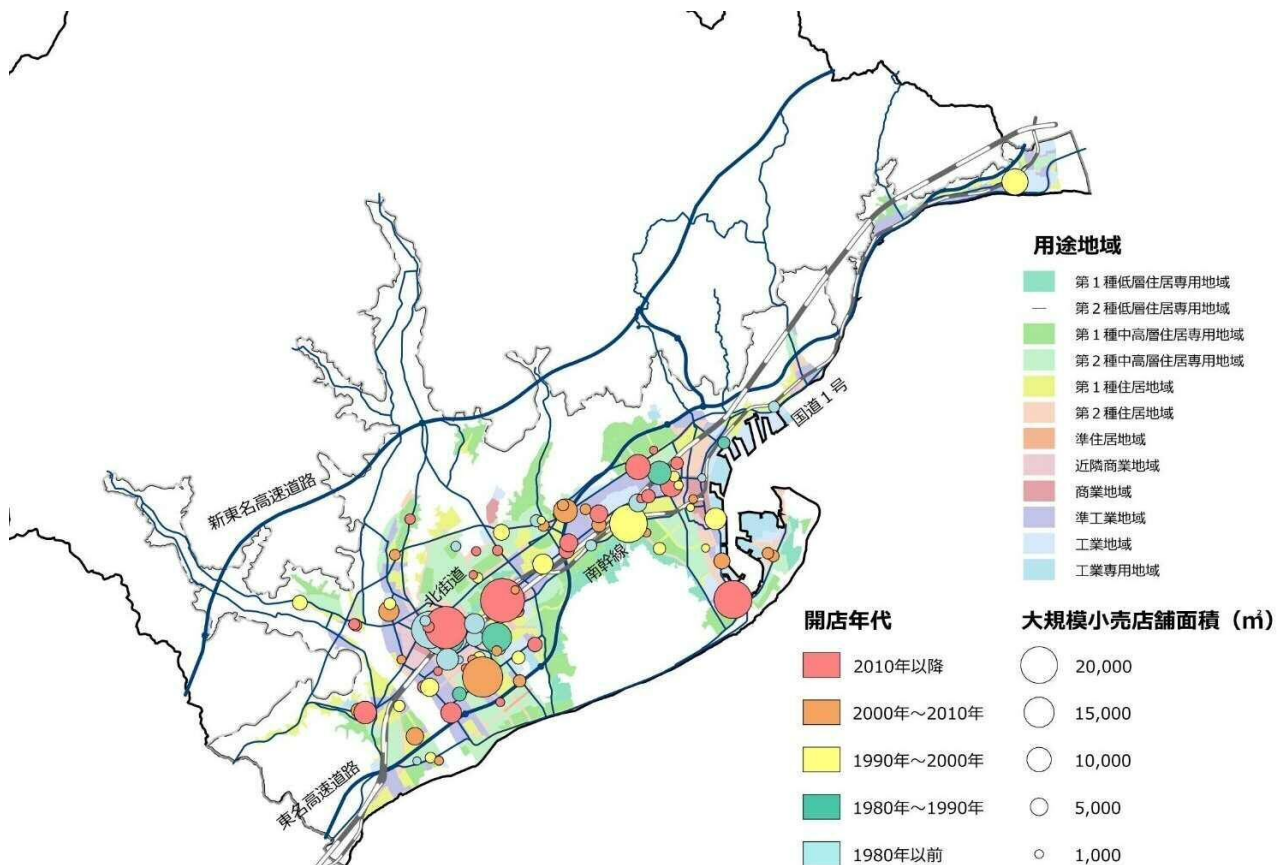 新東名高速道路
北街道
南幹線
国道1号
東名高速道路
用途地域
第1種低層住居専用地域
第2種低層住居専用地域
第1種中高層住居専用地域
第2種中高層住居専用地域
第1種住居地域
第2種住居地域
準住居地域
近隣商業地域
商業地域
準工業地域
工業地域
工業専用地域
開店年代
2010年以降
2000年～2010年
1990年～2000年
1980年～1990年
1980年以前
大規模小売店舗面積（㎡）
20,000
15,000
10,000
5,000
1,000